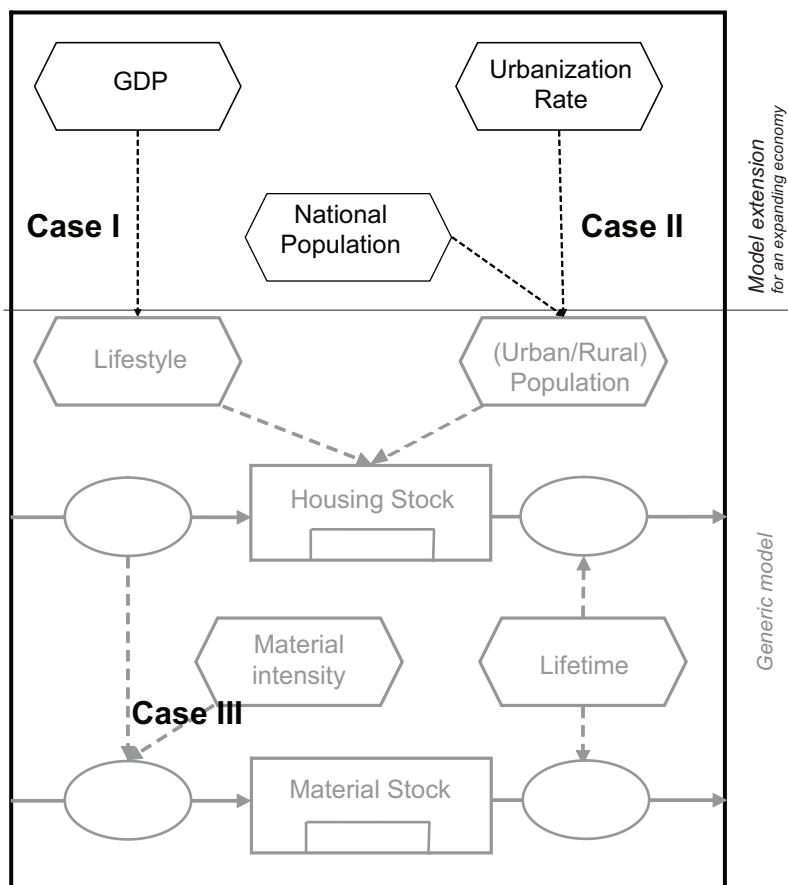 GDP
Urbanization
Rate
Case I
National
Population
Case II
Model extension
for an expanding economy
Lifestyle
(Urban/Rural)
Population
Housing Stock
Material
intensity
Lifetime
Generic model
Case III
Material Stock